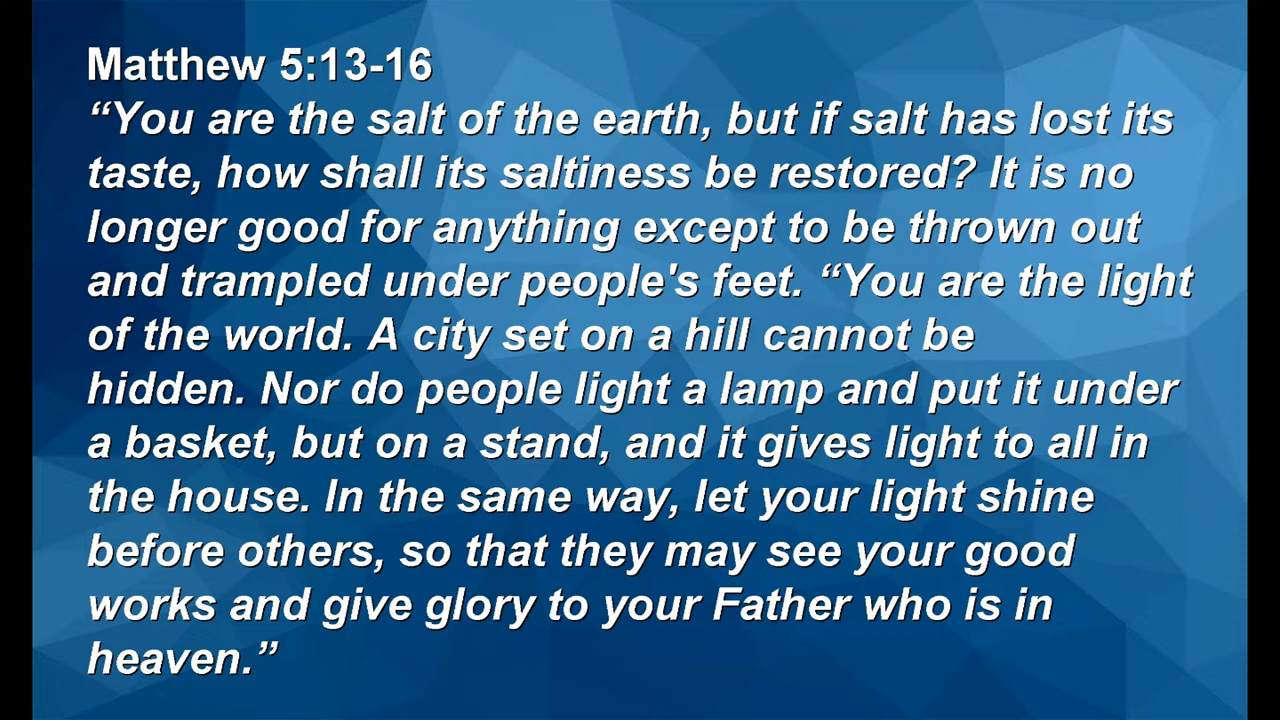 Matthew 5:13-16
“You are the salt of the earth, but if salt has lost its
taste, how shall its saltiness be restored? It is no
longer good for anything except to be thrown out
and trampled under people's feet. “You are the light
of the world. A city set on a hill cannot be
hidden. Nor do people light a lamp and put it under
a basket, but on a stand, and it gives light to all in
the house. In the same way, let your light shine
before others, so that they may see your good
works and give glory to your Father who is in
heaven.”